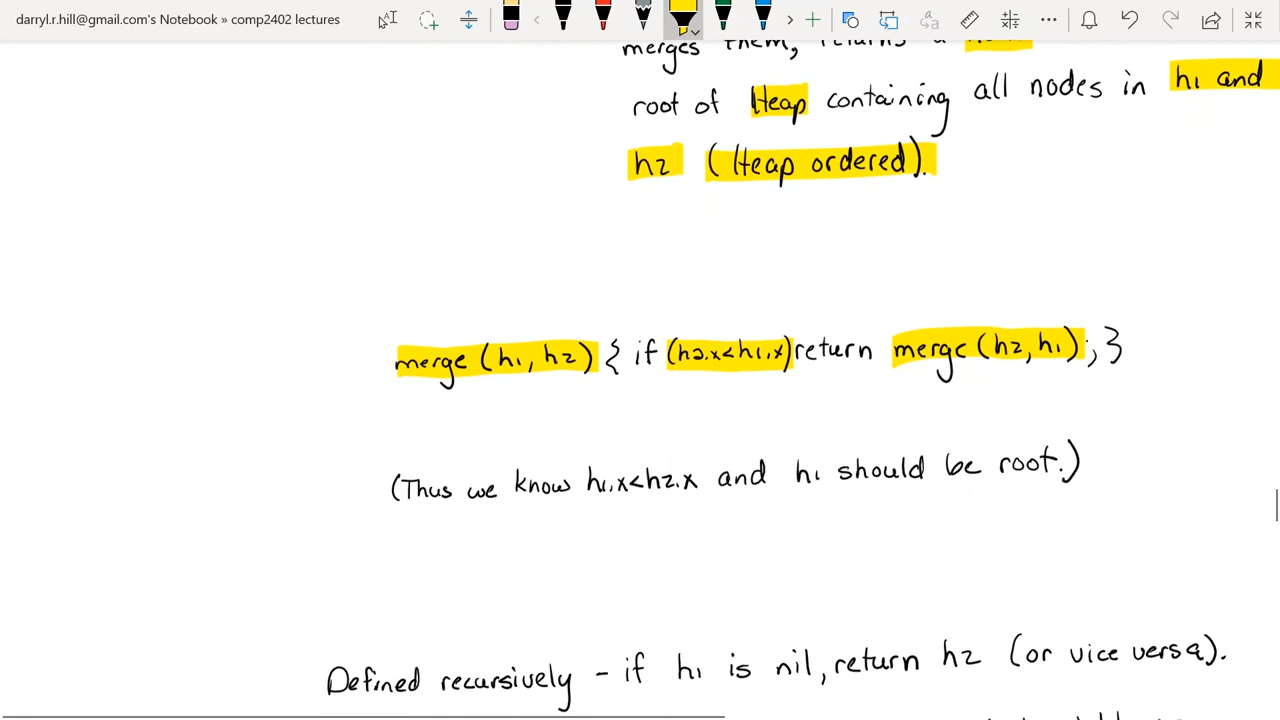 darryl.r.hill@gmail.com's Notebook » comp2402 lectures
merges them, returns a
root of Heap containing all nodes in h1 and
h2 (Heap ordered).
merge (h1, h2) { if (h2.x<h1.x) return merge (h2, h1) ; }
(Thus we know h1.x<h2.x and h1 should be root.)
Defined recursively - if h1 is nil, return h2 (or vice versa).